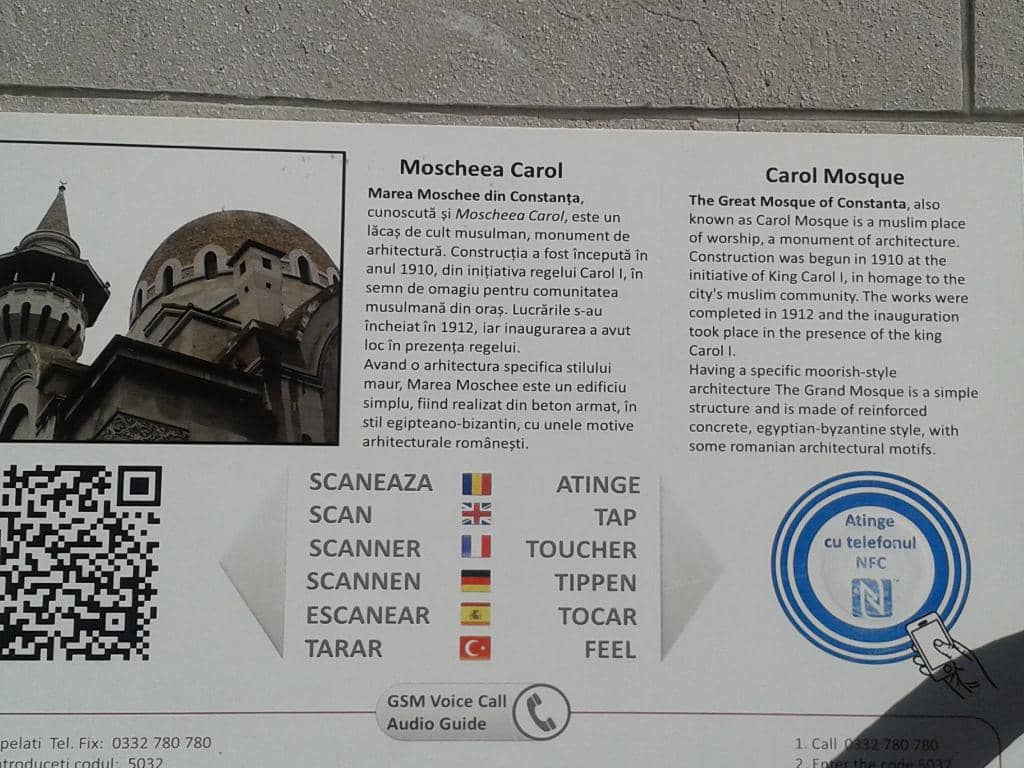 Moscheea Carol
Marea Moschee din Constanța,
cunoscută și Moscheea Carol, este un
lăcaș de cult musulman, monument de
arhitectură. Construcția a fost începută în
anul 1910, din inițiativa regelui Carol I, în
semn de omagiu pentru comunitatea
musulmană din oraș. Lucrările s-au
încheiat în 1912, iar inaugurarea a avut
loc în prezența regelui.
Avand o arhitectura specifica stilului
maur, Marea Moschee este un edificiu
simplu, fiind realizat din beton armat, în
stil egipteano-bizantin, cu unele motive
arhitecturale românești.
Carol Mosque
The Great Mosque of Constanta, also
known as Carol Mosque is a muslim place
of worship, a monument of architecture.
Construction was begun in 1910 at the
initiative of King Carol I, in homage to the
city's muslim community. The works were
completed in 1912 and the inauguration
took place in the presence of the king
Carol I.
Having a specific moorish-style
architecture The Grand Mosque is a simple
structure and is made of reinforced
concrete, egyptian-byzantine style, with
some romanian architectural motifs.
SCANEAZA ATINGE
SCAN TAP
SCANNER TOUCHER
SCANNEN TIPPEN
ESCANEAR TOCAR
TARAR FEEL
Atinge
cu telefonul
NFC
N
GSM Voice Call
Audio Guide
pelati Tel. Fix: 0332 780 780
ntroduceti codul: 5032
1. Call 0332 780 780
2. Enter the code 5032